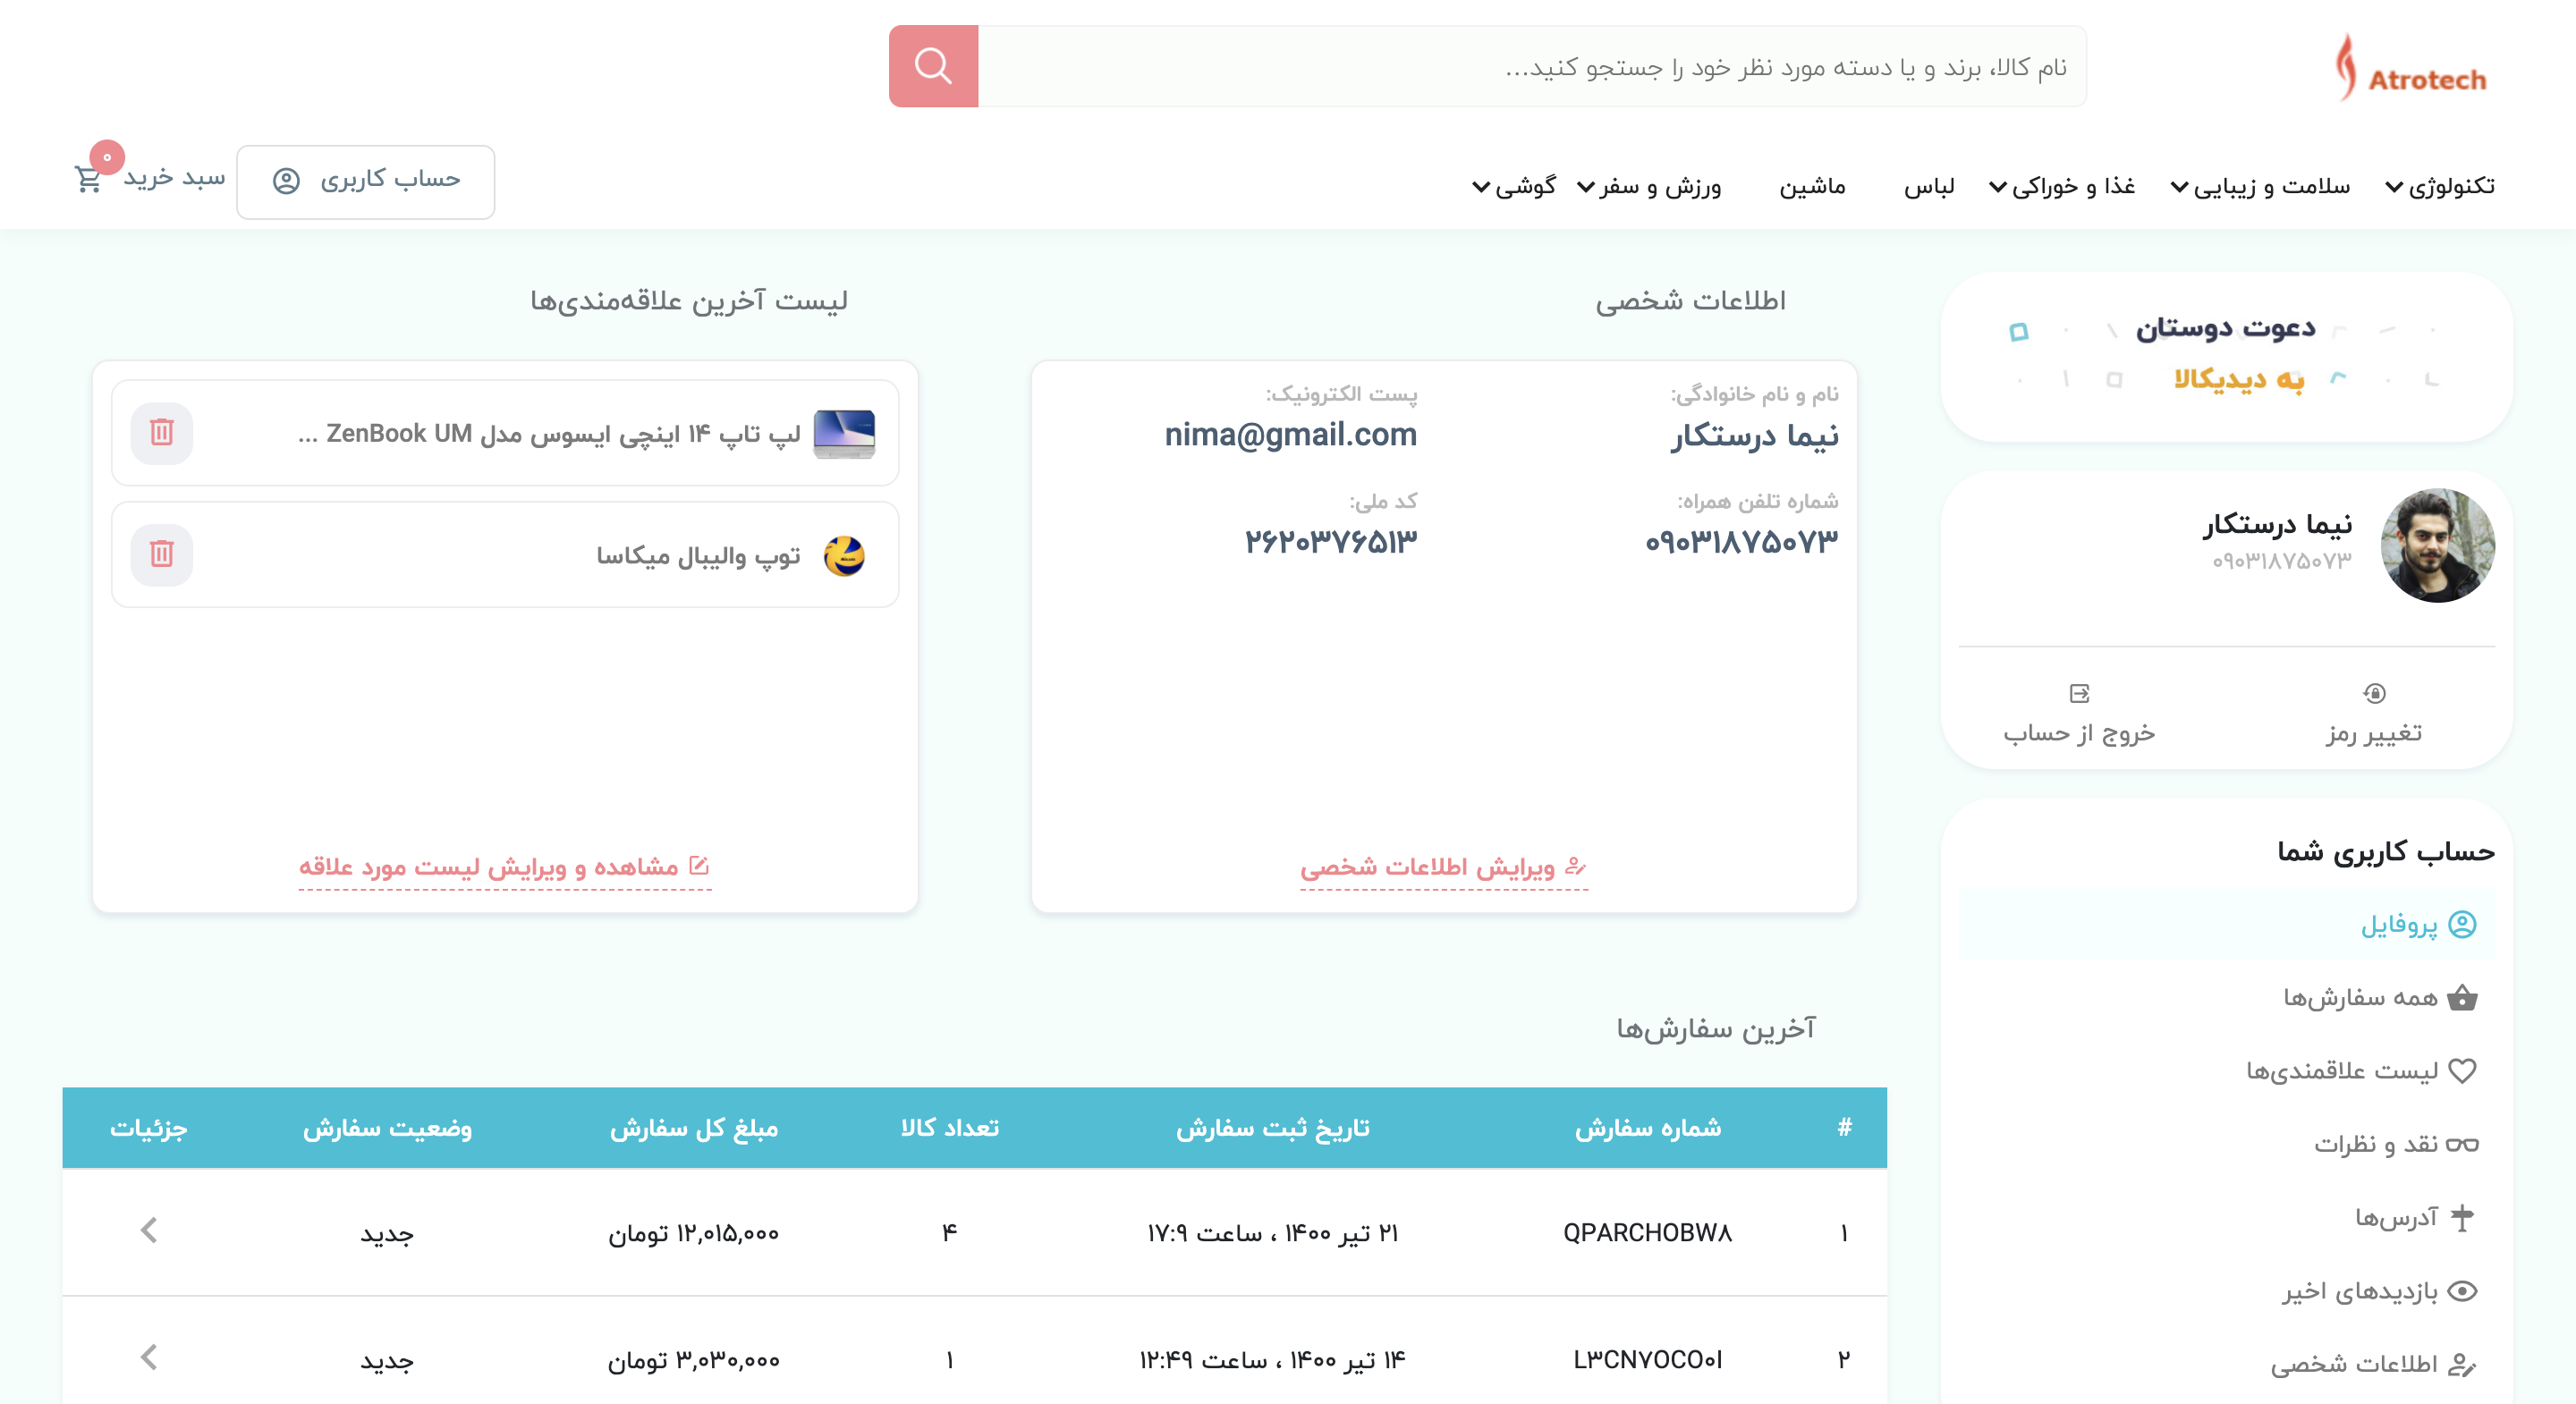 Atrotech
نام کالا، برند و یا دسته مورد نظر خود را جستجو کنید...
تکنولوژی
سلامت و زیبایی
غذا و خوراکی
لباس
ماشین
ورزش و سفر
گوشی
حساب کاربری
سبد خرید
۰
دعوت دوستان
به دیدیکالا
نیما درستکار
۰۹۰۳۱۸۷۵۰۷۳
تغییر رمز
خروج از حساب
حساب کاربری شما
پروفایل
همه سفارش‌ها
لیست علاقمندی‌ها
نقد و نظرات
آدرس‌ها
بازدیدهای اخیر
اطلاعات شخصی
اطلاعات شخصی
نام و نام خانوادگی:
نیما درستکار
پست الکترونیک:
nima@gmail.com
شماره تلفن همراه:
۰۹۰۳۱۸۷۵۰۷۳
کد ملی:
۲۶۲۰۳۷۶۵۱۳
ویرایش اطلاعات شخصی
لیست آخرین علاقه‌مندی‌ها
لپ تاپ ۱۴ اینچی ایسوس مدل ZenBook UM ...
توپ والیبال میکاسا
مشاهده و ویرایش لیست مورد علاقه
آخرین سفارش‌ها
# شماره سفارش تاریخ ثبت سفارش تعداد کالا مبلغ کل سفارش وضعیت سفارش جزئیات
۱ QPARCHOBW۸ ۲۱ تیر ۱۴۰۰ ، ساعت ۱۷:۹ ۴ ۱۲,۰۱۵,۰۰۰ تومان جدید
۲ L۳CN۷OCO۰I ۱۴ تیر ۱۴۰۰ ، ساعت ۱۲:۴۹ ۱ ۳,۰۳۰,۰۰۰ تومان جدید